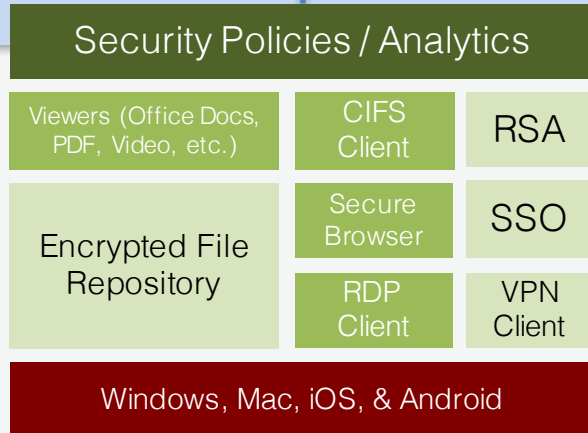 Security Policies / Analytics
Viewers (Office Docs,
PDF, Video, etc.)
CIFS
Client
RSA
Encrypted File
Repository
Secure
Browser
SSO
RDP
Client
VPN
Client
Windows, Mac, iOS, & Android